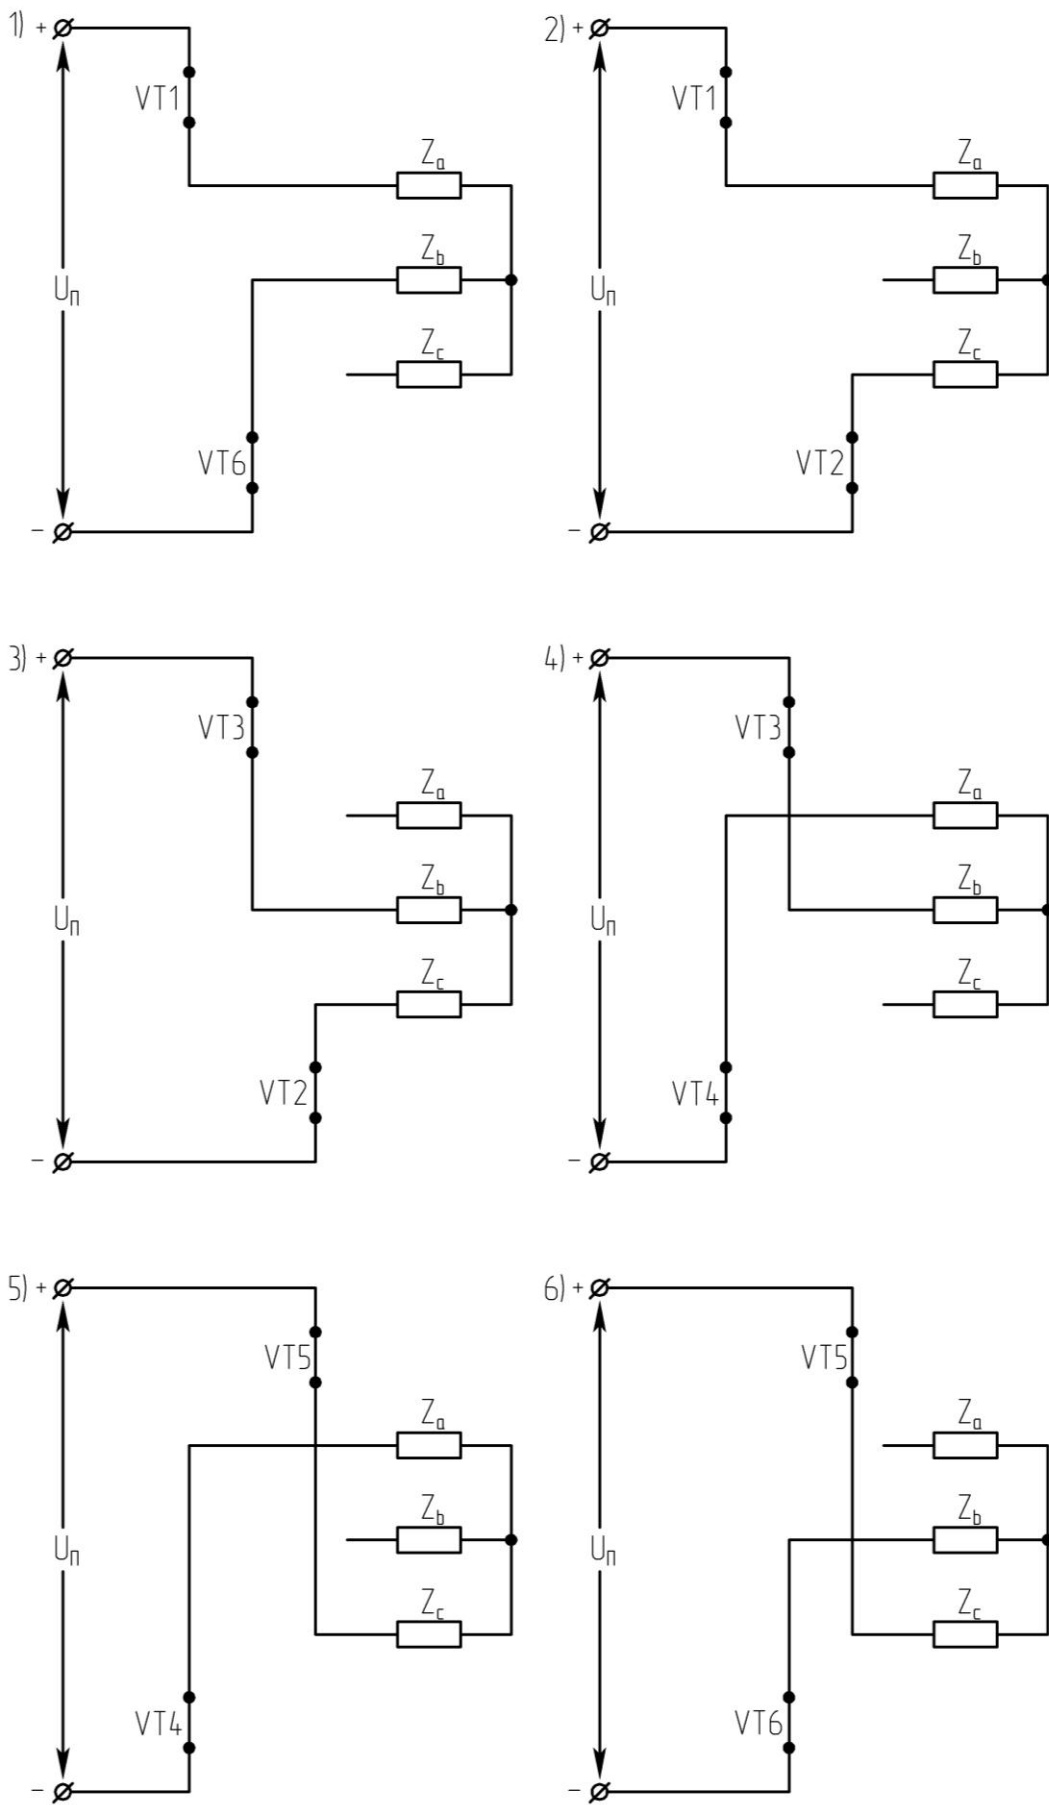 1) + 2) +
VT1 VT1
Za Za
Zb Zb
Uп Uп
Zc Zc
VT6 VT2
– –
3) + 4) +
VT3 VT3
Za Za
Zb Zb
Uп Uп
Zc Zc
VT2 VT4
– –
5) + 6) +
VT5 VT5
Za Za
Zb Zb
Uп Uп
Zc Zc
VT4 VT6
– –